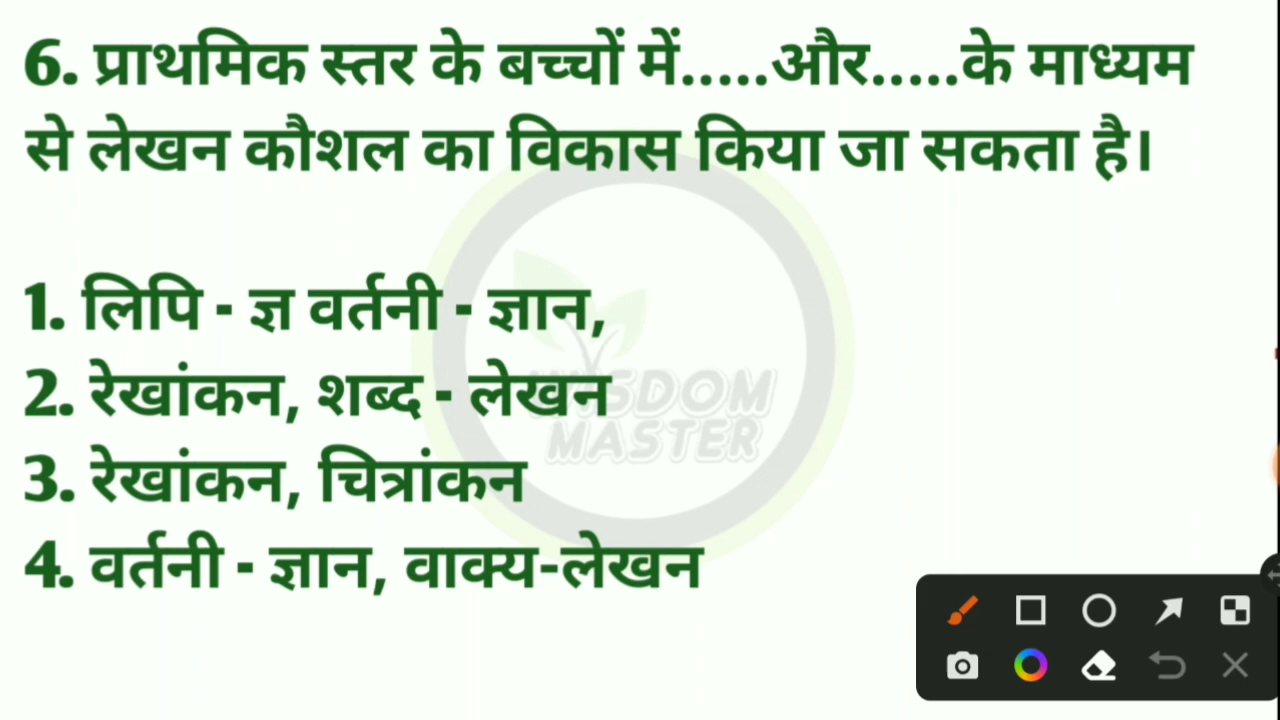 6. प्राथमिक स्तर के बच्चों में.....और.....के माध्यम
से लेखन कौशल का विकास किया जा सकता है।
1. लिपि - ज्ञ वर्तनी - ज्ञान,
2. रेखांकन, शब्द - लेखन
3. रेखांकन, चित्रांकन
4. वर्तनी - ज्ञान, वाक्य-लेखन
WISDOM
MASTER